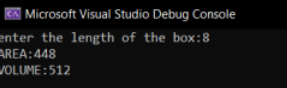 Microsoft Visual Studio Debug Console
enter the length of the box:8
AREA:448
VOLUME:512